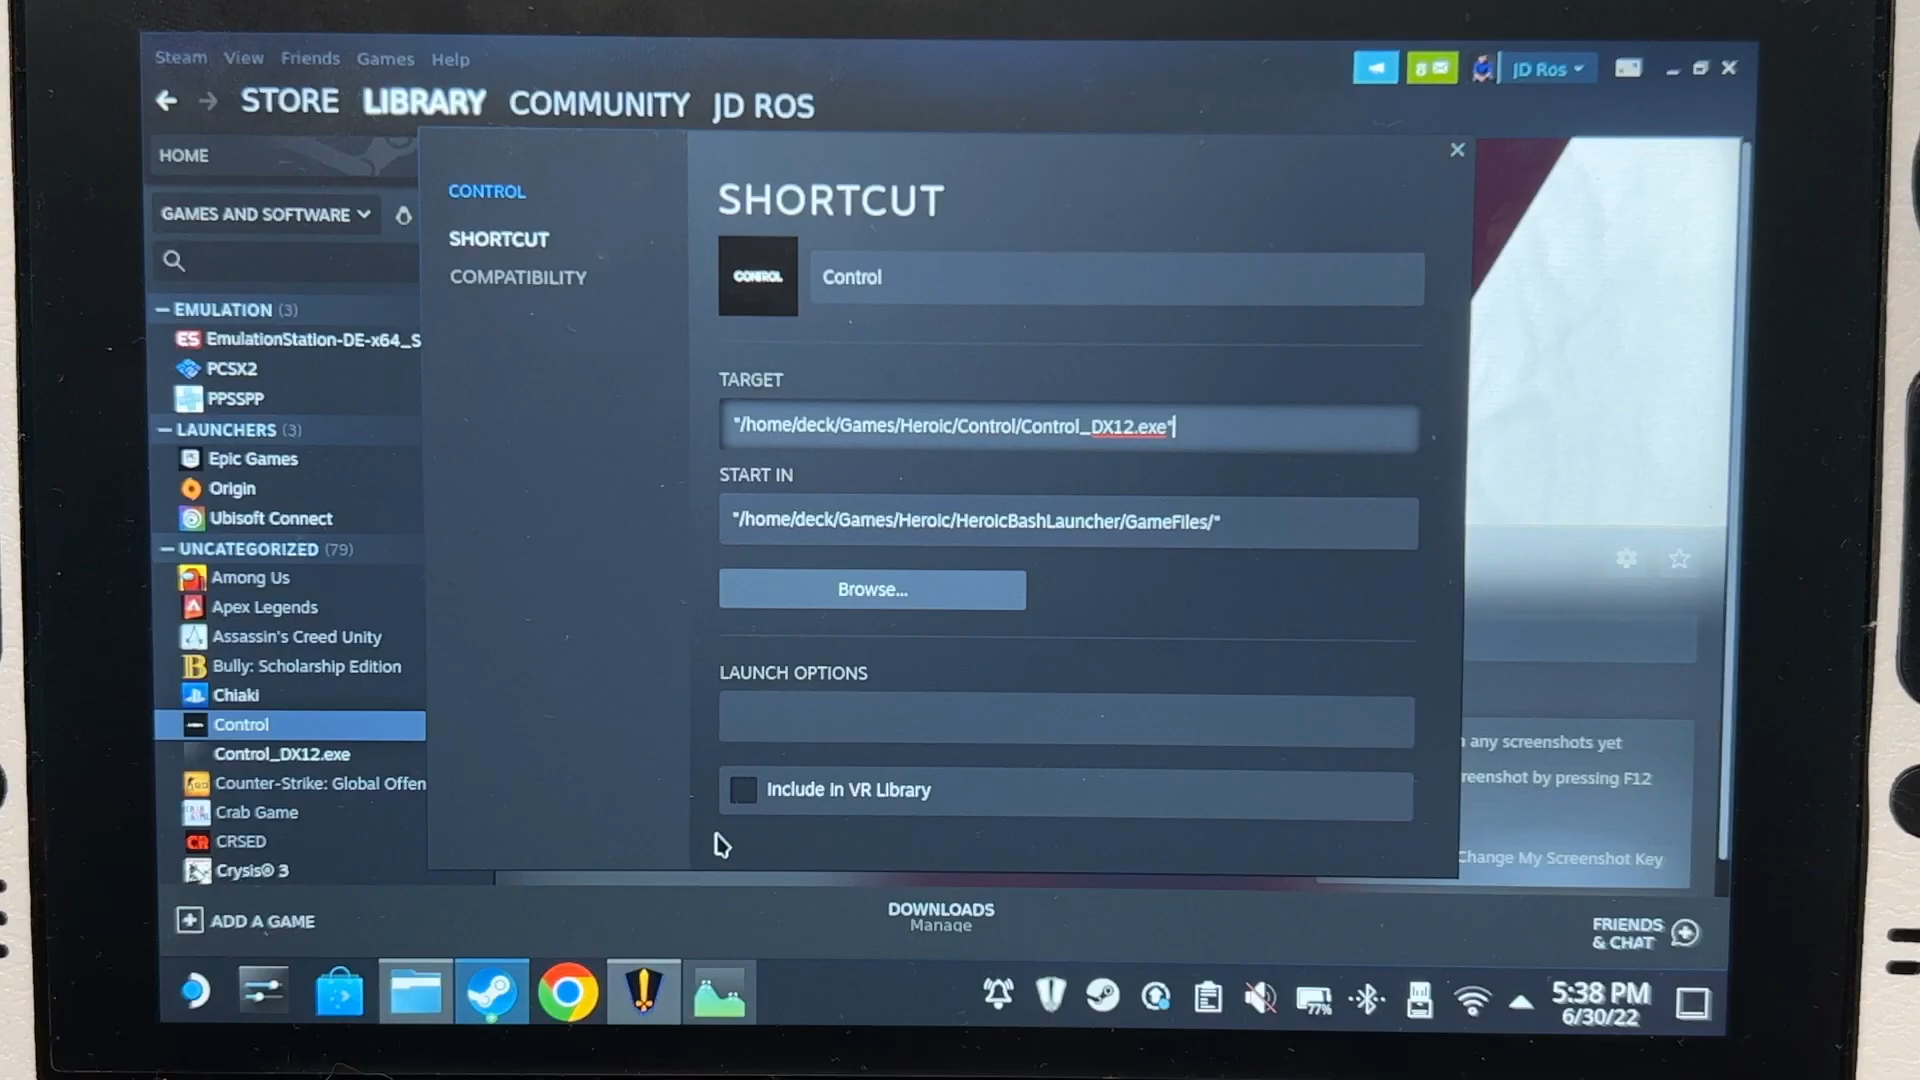 Steam View Friends Games Help
8 JD Ros
STORE LIBRARY COMMUNITY JD ROS
HOME
GAMES AND SOFTWARE
EMULATION (3)
ES EmulationStation-DE-x64_S
PCSX2
PPSSPP
LAUNCHERS (3)
Epic Games
Origin
Ubisoft Connect
UNCATEGORIZED (79)
Among Us
Apex Legends
Assassin's Creed Unity
B Bully: Scholarship Edition
Chiaki
Control
Control_DX12.exe
Counter-Strike: Global Offen
Crab Game
CR CRSED
Crysis® 3
ADD A GAME
CONTROL
SHORTCUT
COMPATIBILITY
SHORTCUT
CONTROL
Control
TARGET
"/home/deck/Games/Heroic/Control/Control_DX12.exe"
START IN
"/home/deck/Games/Heroic/HeroicBashLauncher/GameFiles/"
Browse...
LAUNCH OPTIONS
Include in VR Library
any screenshots yet
reenshot by pressing F12
Change My Screenshot Key
DOWNLOADS
Manage
FRIENDS
& CHAT
77%
5:38 PM
6/30/22